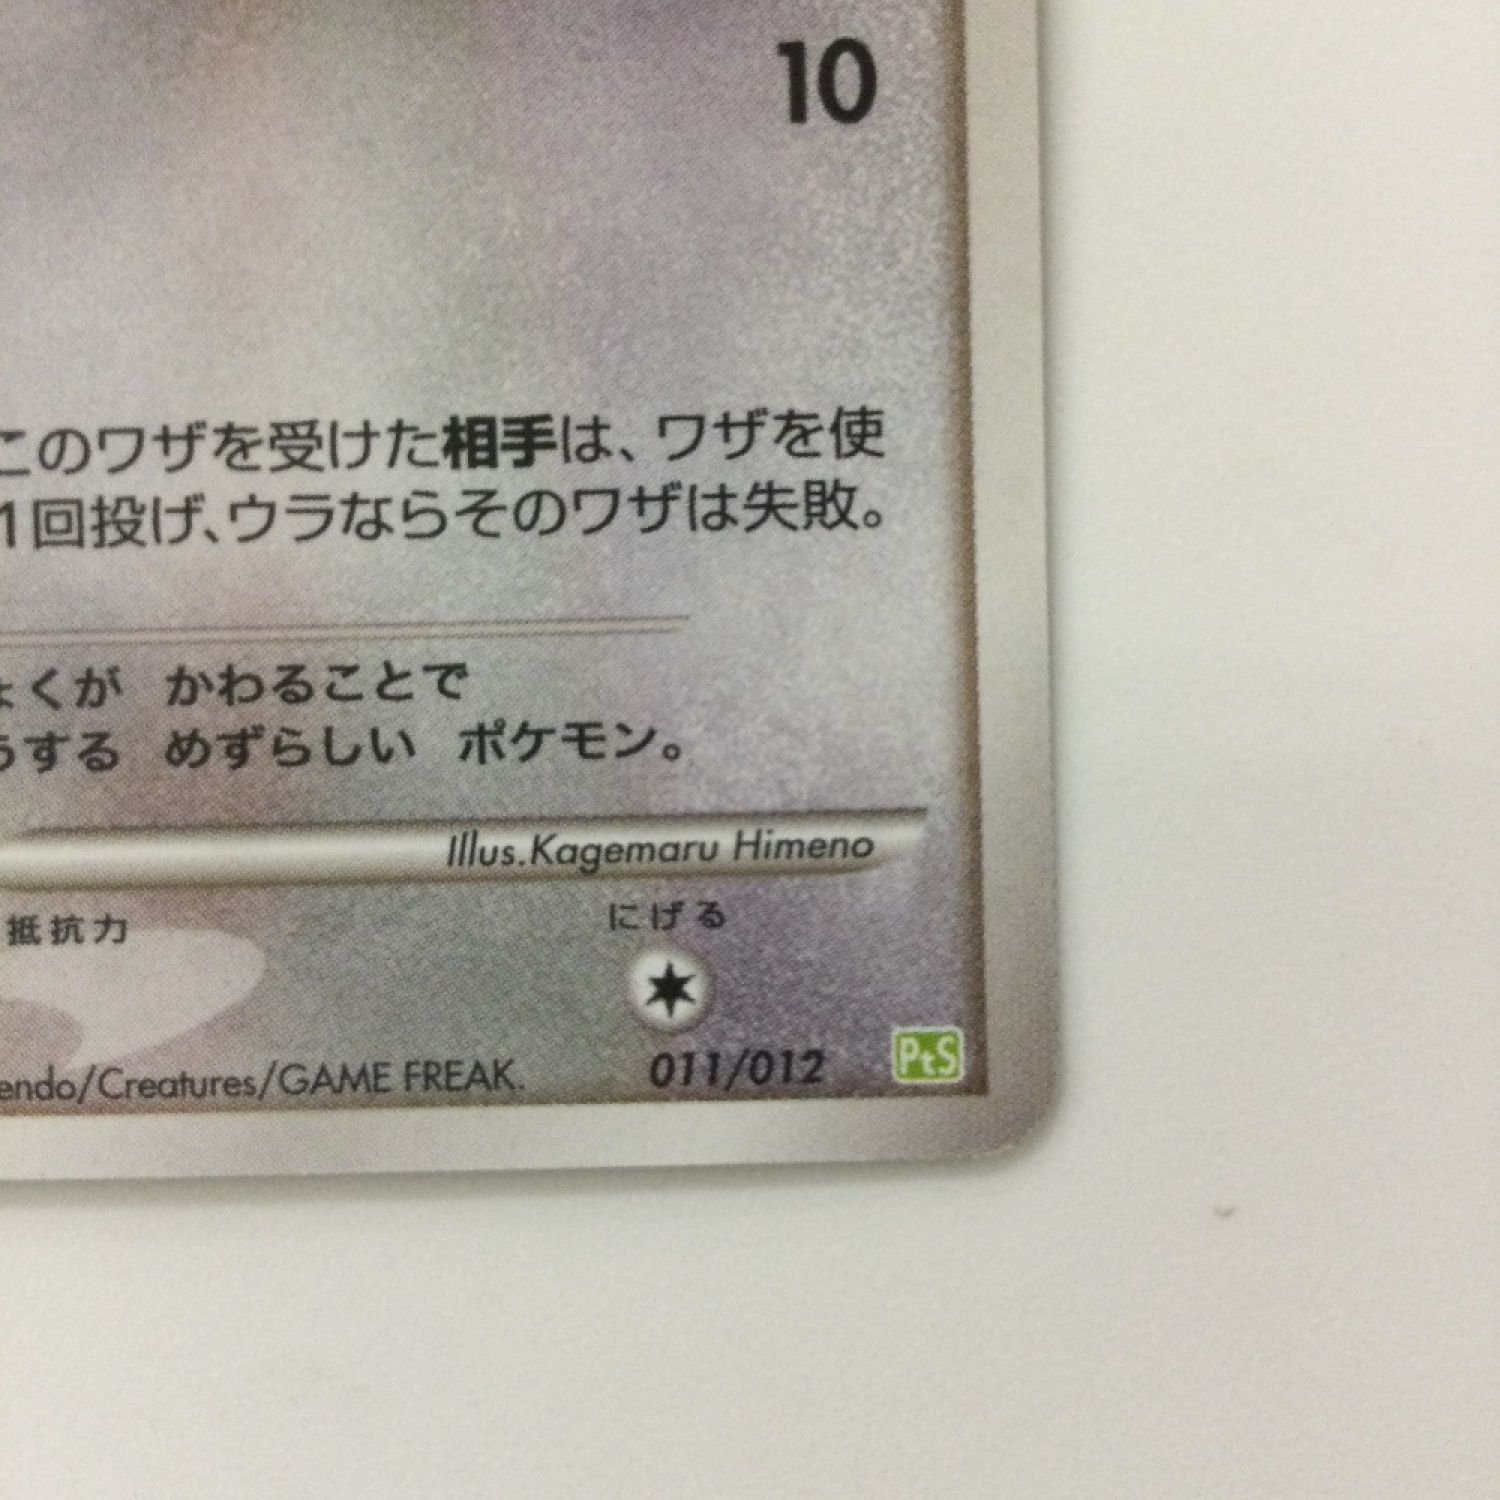 10
このワザを受けた相手は、ワザを使
1回投げ、ウラならそのワザは失敗。
ょくが かわることで
うする めずらしい ポケモン。
Illus.Kagemaru Himeno
抵抗力 にげる
endo/Creatures/GAME FREAK. 011/012 PtS